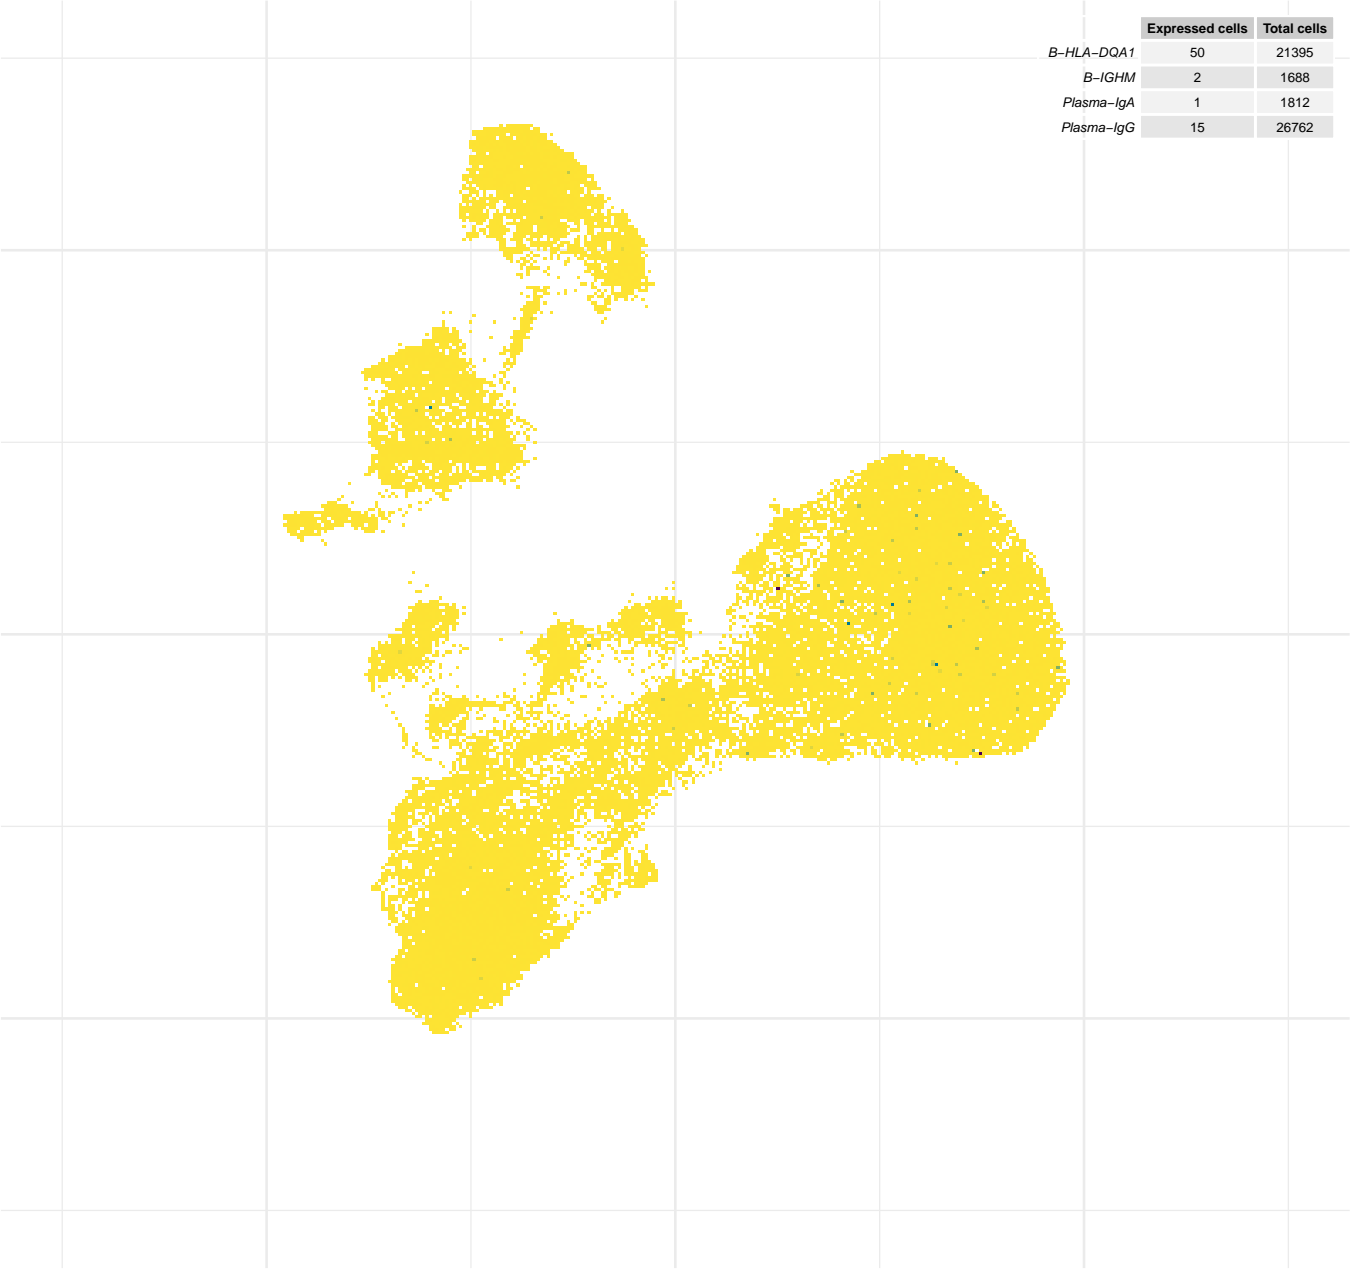 Expressed cells Total cells
B−HLA−DQA1 50 21395
B−IGHM 2 1688
Plasma−IgA 1 1812
Plasma−IgG 15 26762